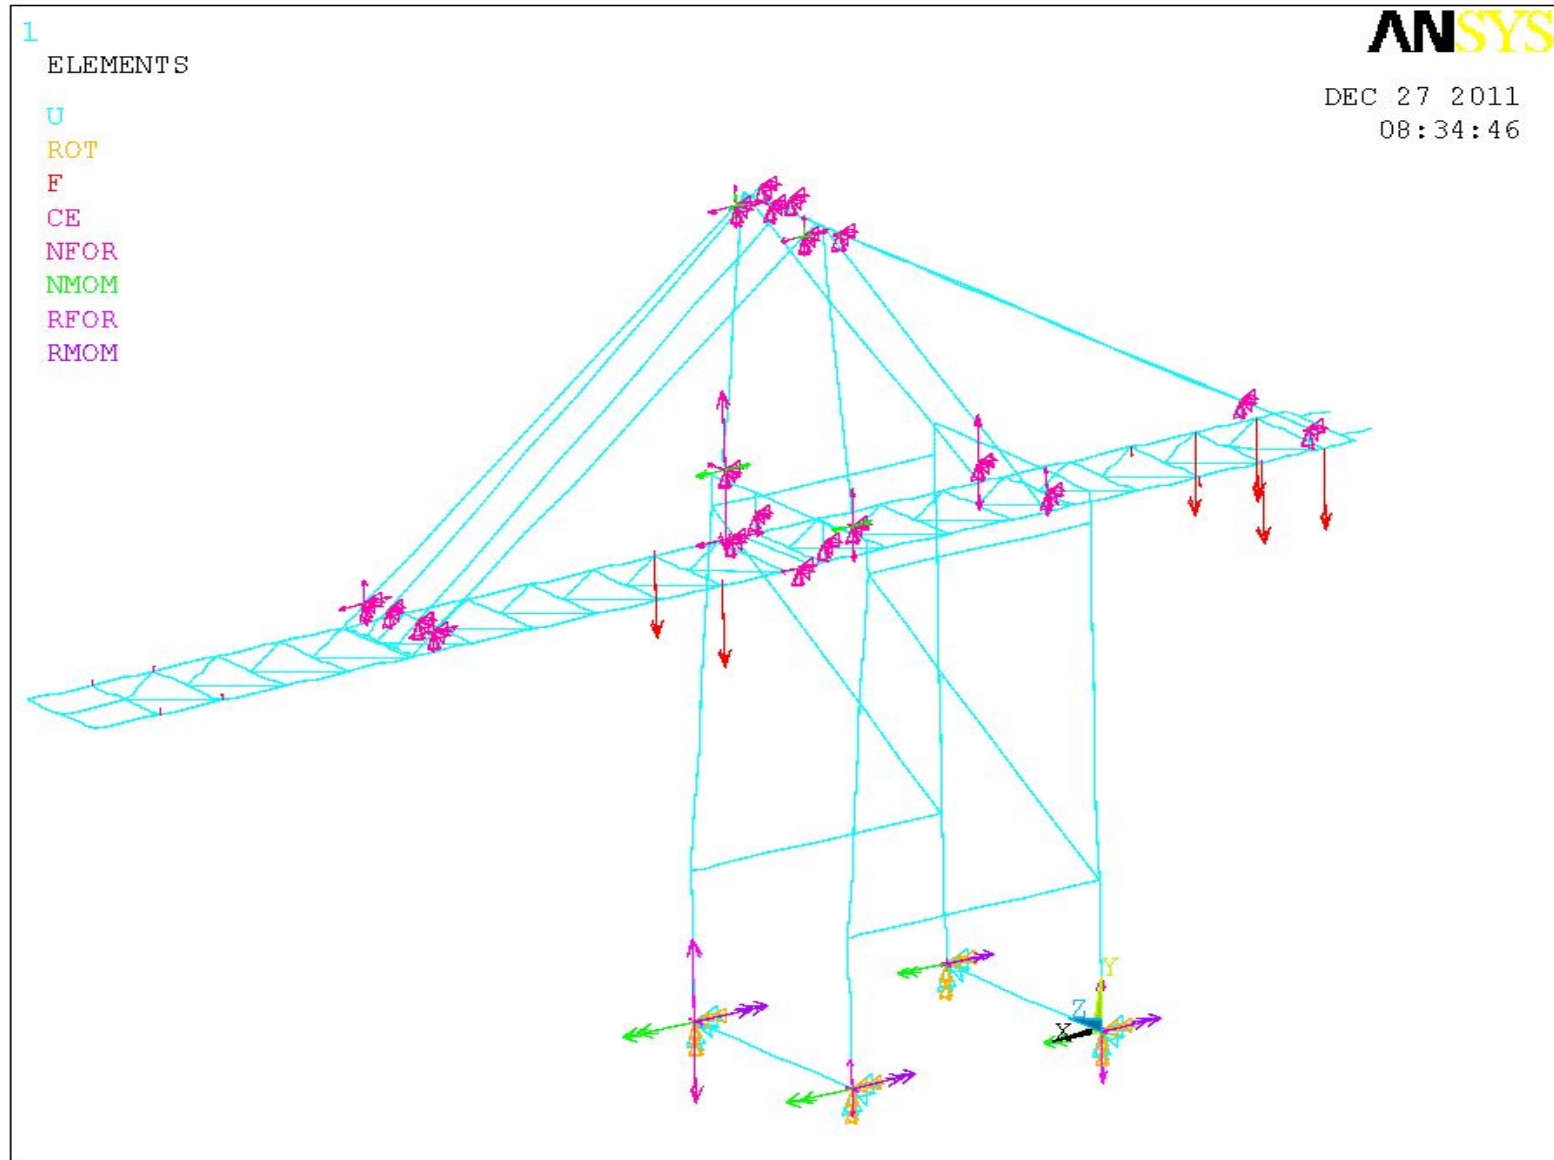 1
ELEMENTS
U
ROT
F
CE
NFOR
NMOM
RFOR
RMOM
ANSYS
DEC 27 2011
08:34:46
Y
Z
X